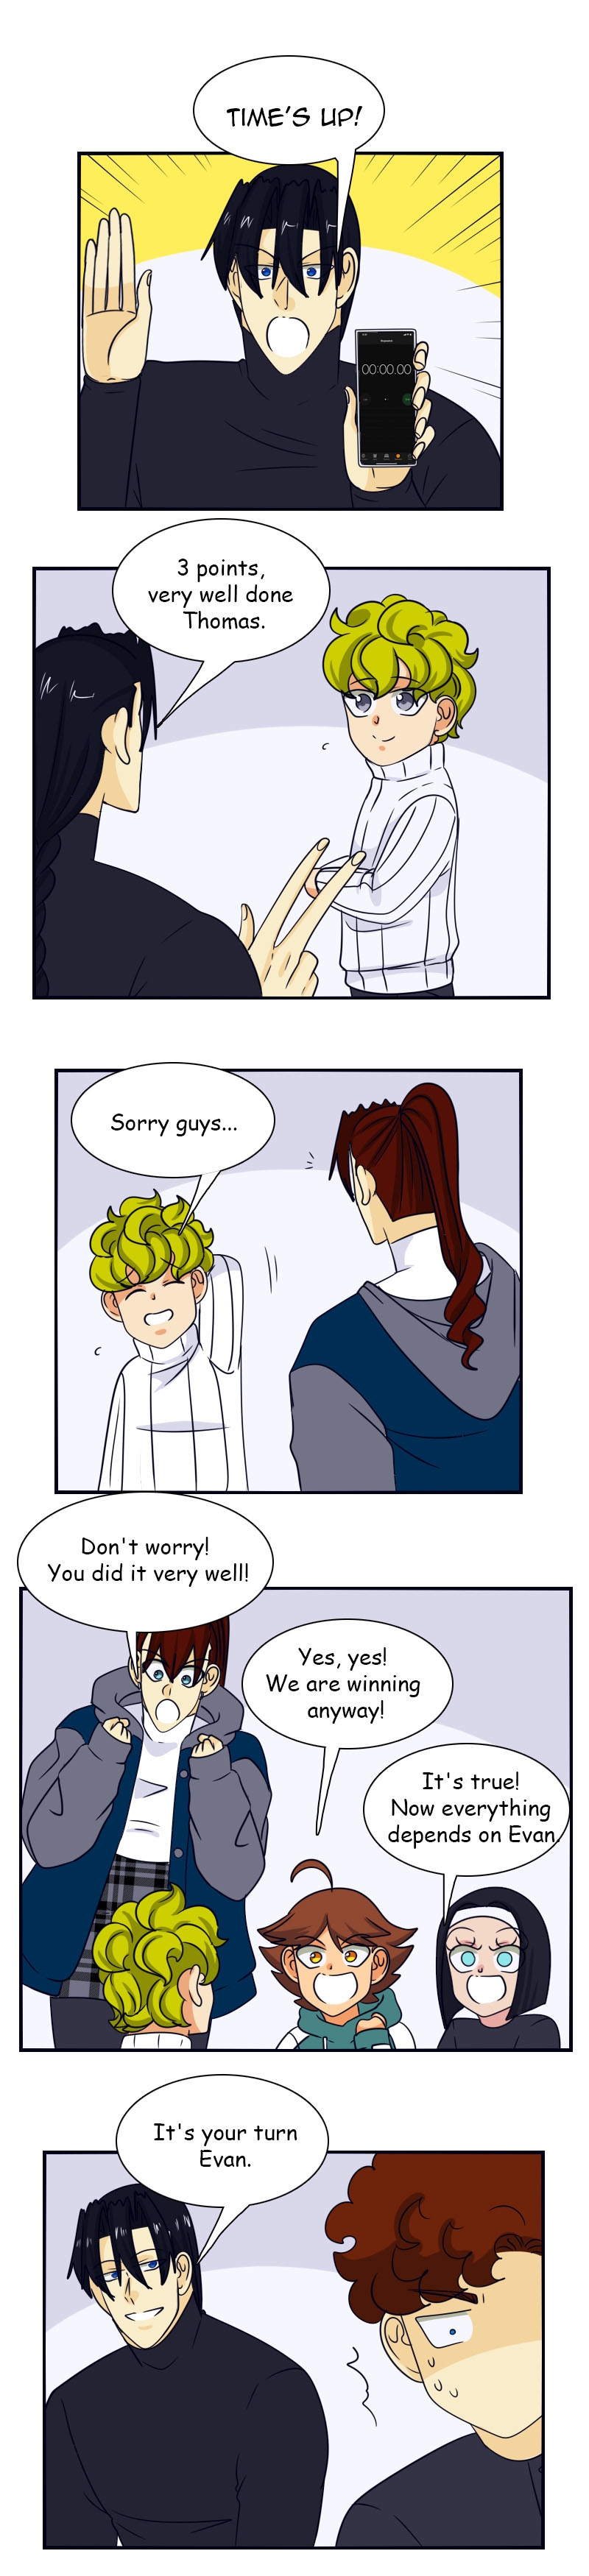 TIME'S UP!
00:00.00
3 points,
very well done
Thomas.
Sorry guys...
Don't worry!
You did it very well!
Yes, yes!
We are winning
anyway!
It's true!
Now everything
depends on Evan
It's your turn
Evan.